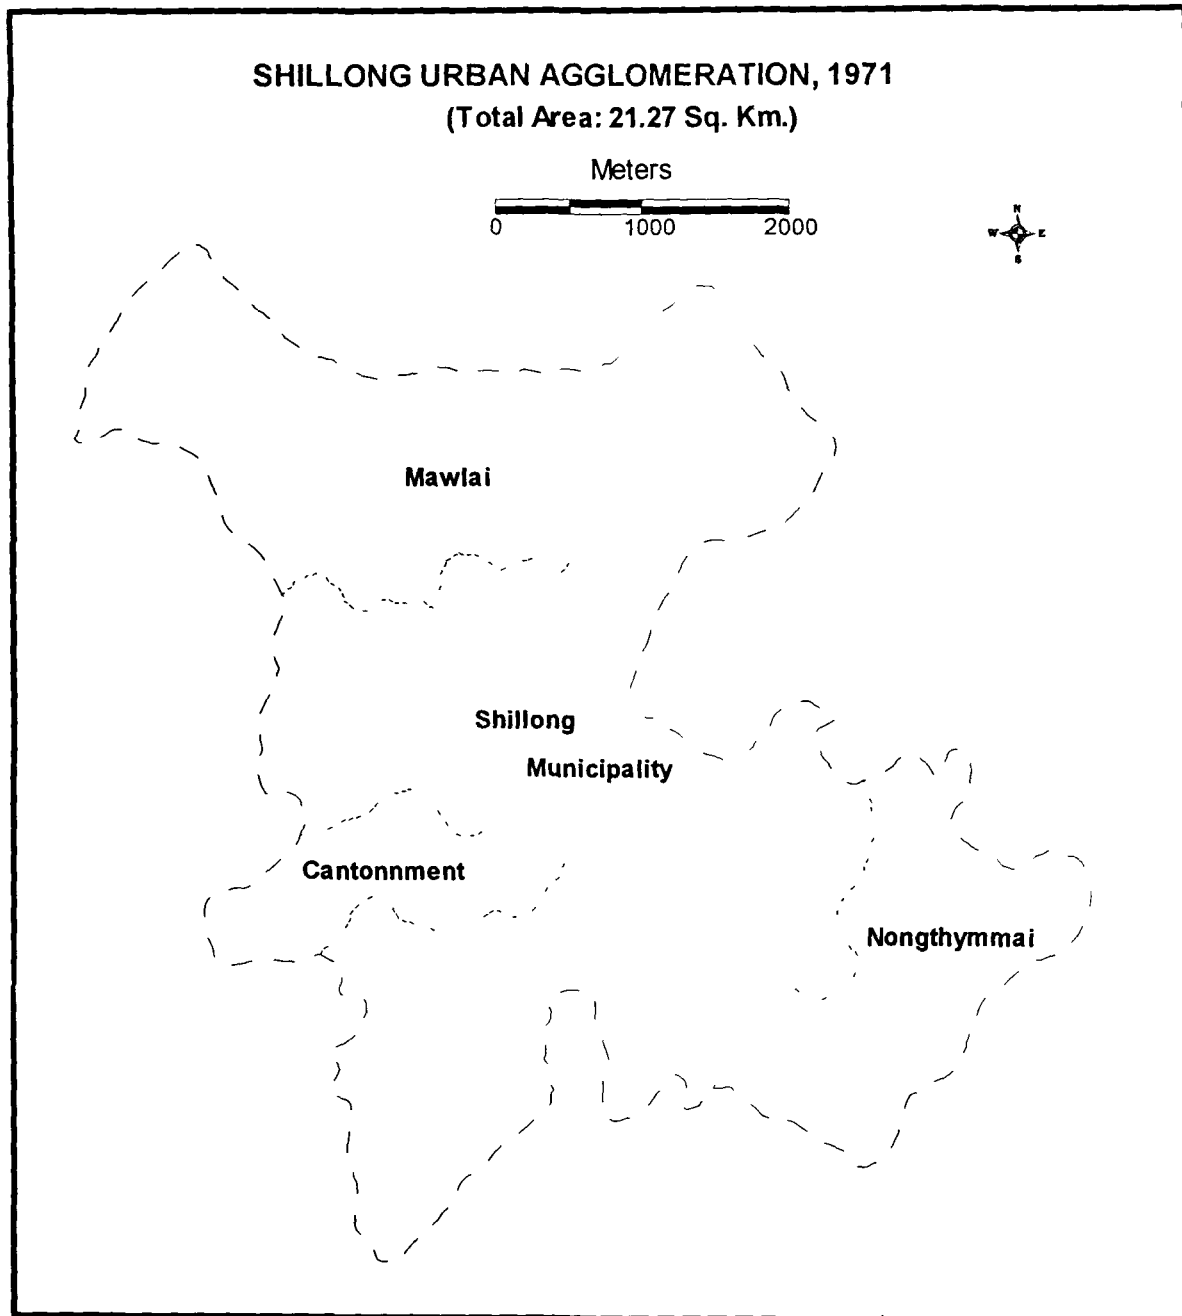 SHILLONG URBAN AGGLOMERATION, 1971
(Total Area: 21.27 Sq. Km.)
Meters
0 1000 2000
N
W E
S
Mawlai
Shillong
Municipality
Cantonnment
Nongthymmai